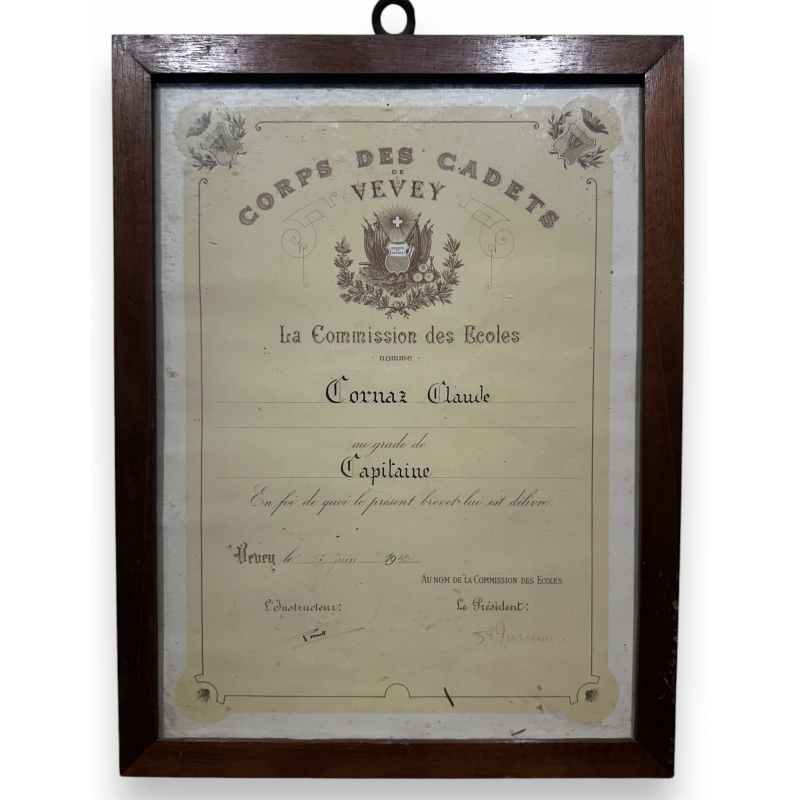 CORPS DES CADETS
DE
VEVEY
La Commission des Ecoles
nomme
Cornaz Claude
au grade de
Capitaine
En foi de quoi le présent brevet lui est délivré.
Vevey le juin
AU NOM DE LA COMMISSION DES ECOLES
L'Instructeur: Le Président: